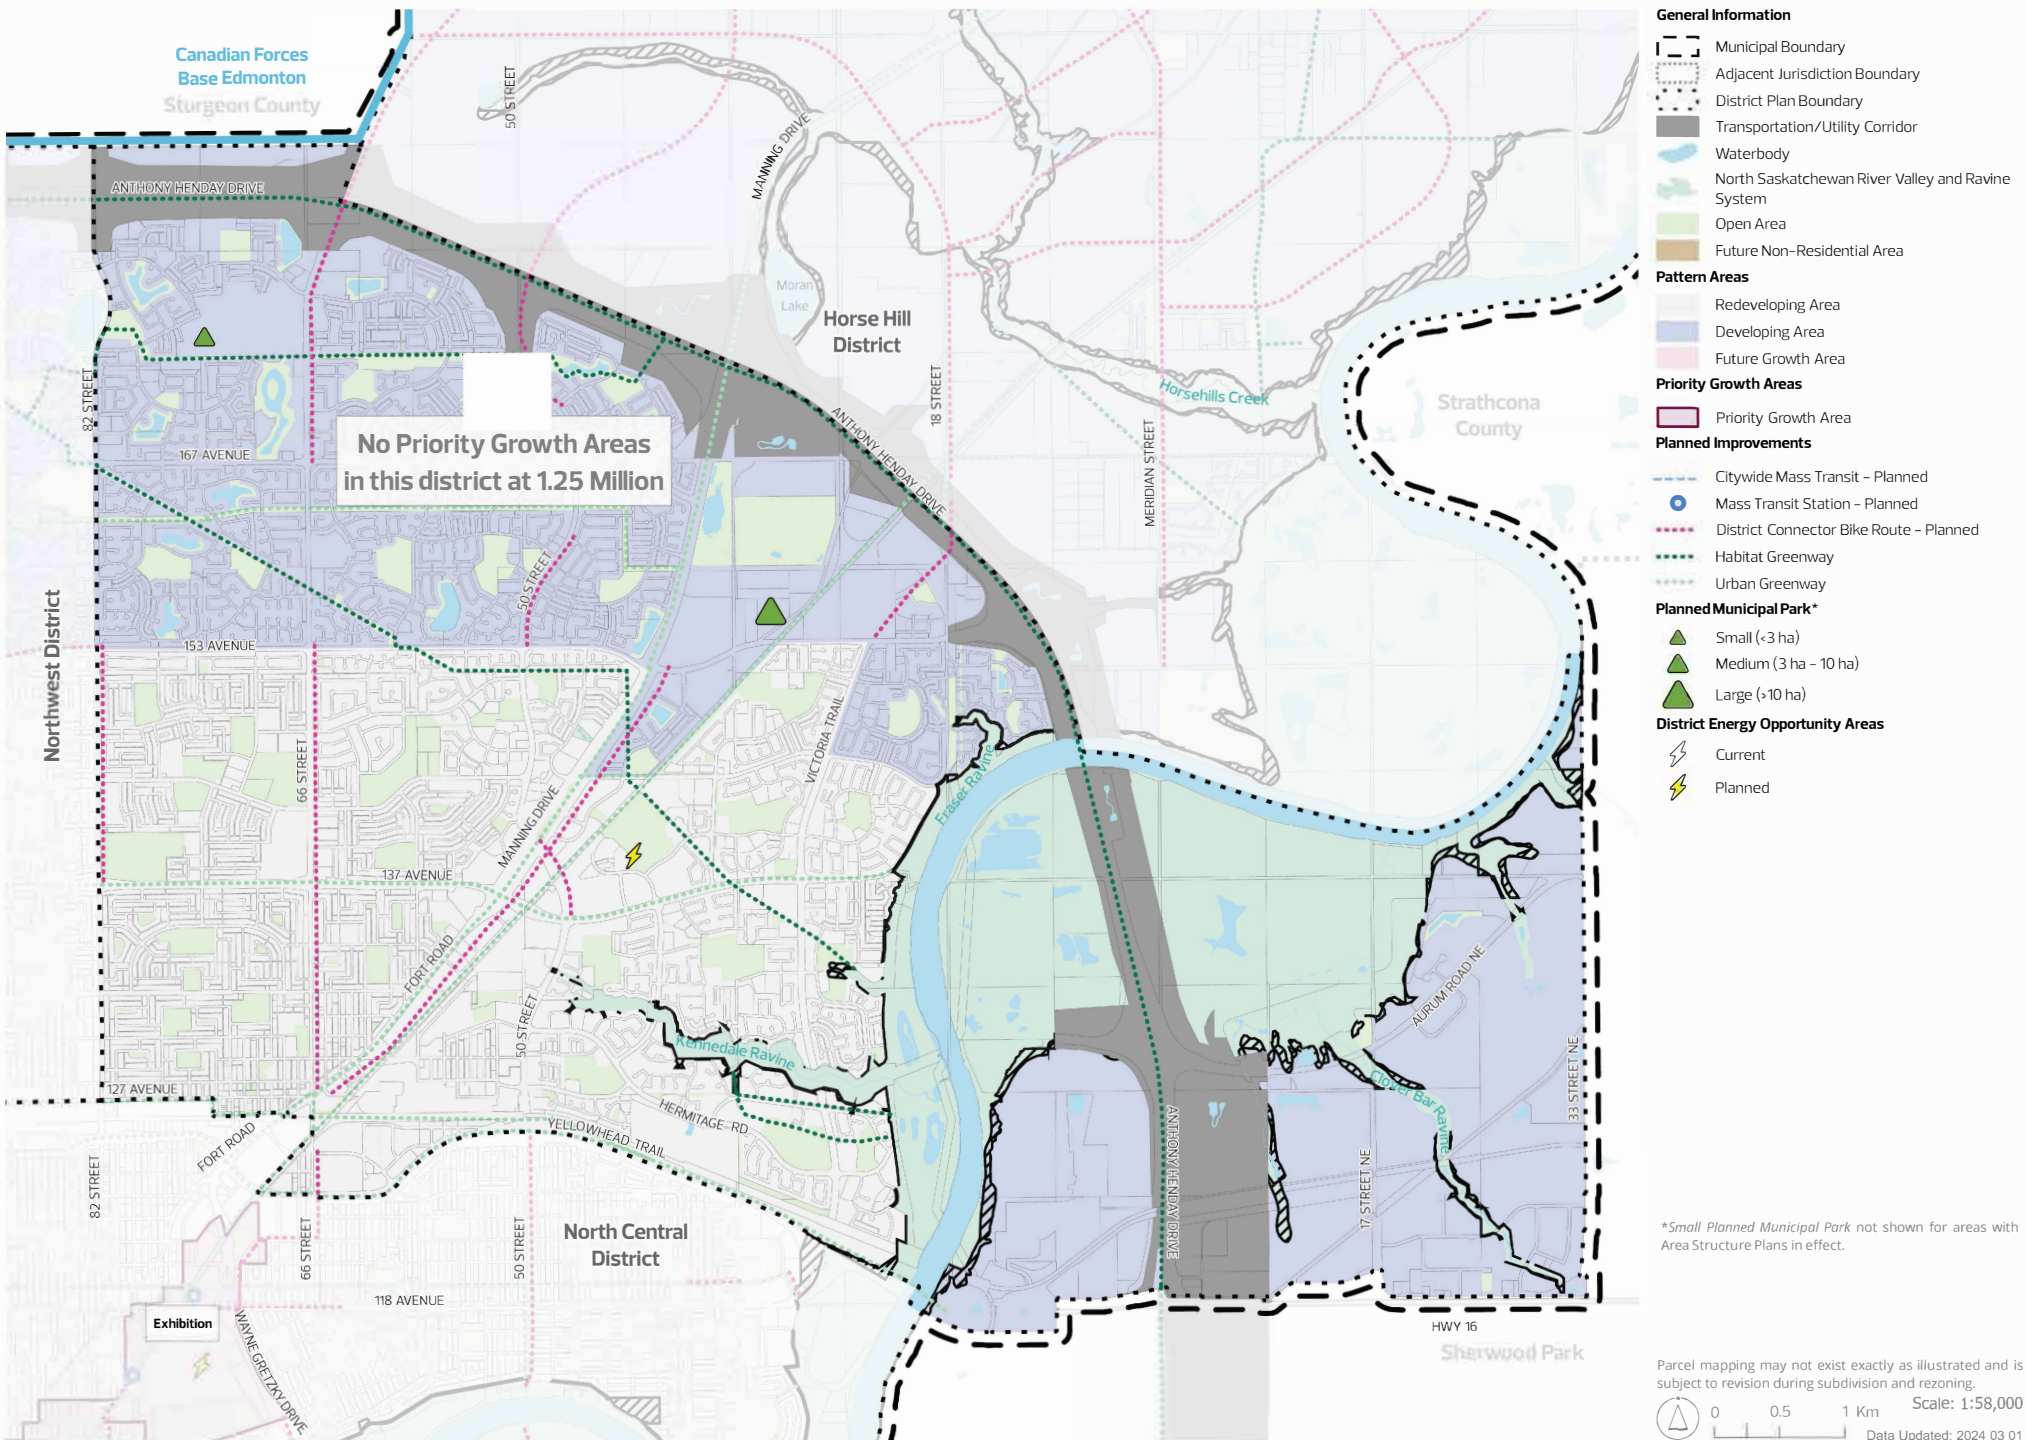 Canadian Forces
Base Edmonton
Sturgeon County
50 STREET
MANNING DRIVE
ANTHONY HENDAY DRIVE
Moran
Lake
Horse Hill
District
82 STREET
18 STREET
ANTHONY HENDAY DRIVE
Horsehills Creek
MERIDIAN STREET
Strathcona
County
No Priority Growth Areas
in this district at 1.25 Million
167 AVENUE
50 STREET
153 AVENUE
Northwest District
66 STREET
VICTORIA TRAIL
Fraser Ravine
MANNING DRIVE
137 AVENUE
FORT ROAD
50 STREET
Kennedale Ravine
AURUM ROAD NE
33 STREET NE
Clover Bar Ravine
127 AVENUE
HERMITAGE RD
YELLOWHEAD TRAIL
FORT ROAD
82 STREET
66 STREET
50 STREET
North Central
District
ANTHONY HENDAY DRIVE
17 STREET NE
118 AVENUE
Exhibition
WAYNE GRETZKY DRIVE
HWY 16
Sherwood Park
General Information
Municipal Boundary
Adjacent Jurisdiction Boundary
District Plan Boundary
Transportation/Utility Corridor
Waterbody
North Saskatchewan River Valley and Ravine
System
Open Area
Future Non-Residential Area
Pattern Areas
Redeveloping Area
Developing Area
Future Growth Area
Priority Growth Areas
Priority Growth Area
Planned Improvements
Citywide Mass Transit - Planned
Mass Transit Station - Planned
District Connector Bike Route - Planned
Habitat Greenway
Urban Greenway
Planned Municipal Park*
Small (<3 ha)
Medium (3 ha - 10 ha)
Large (>10 ha)
District Energy Opportunity Areas
Current
Planned
*Small Planned Municipal Park not shown for areas with
Area Structure Plans in effect.
Parcel mapping may not exist exactly as illustrated and is
subject to revision during subdivision and rezoning.
Scale: 1:58,000
0 0.5 1 Km
Data Updated: 2024 03 01